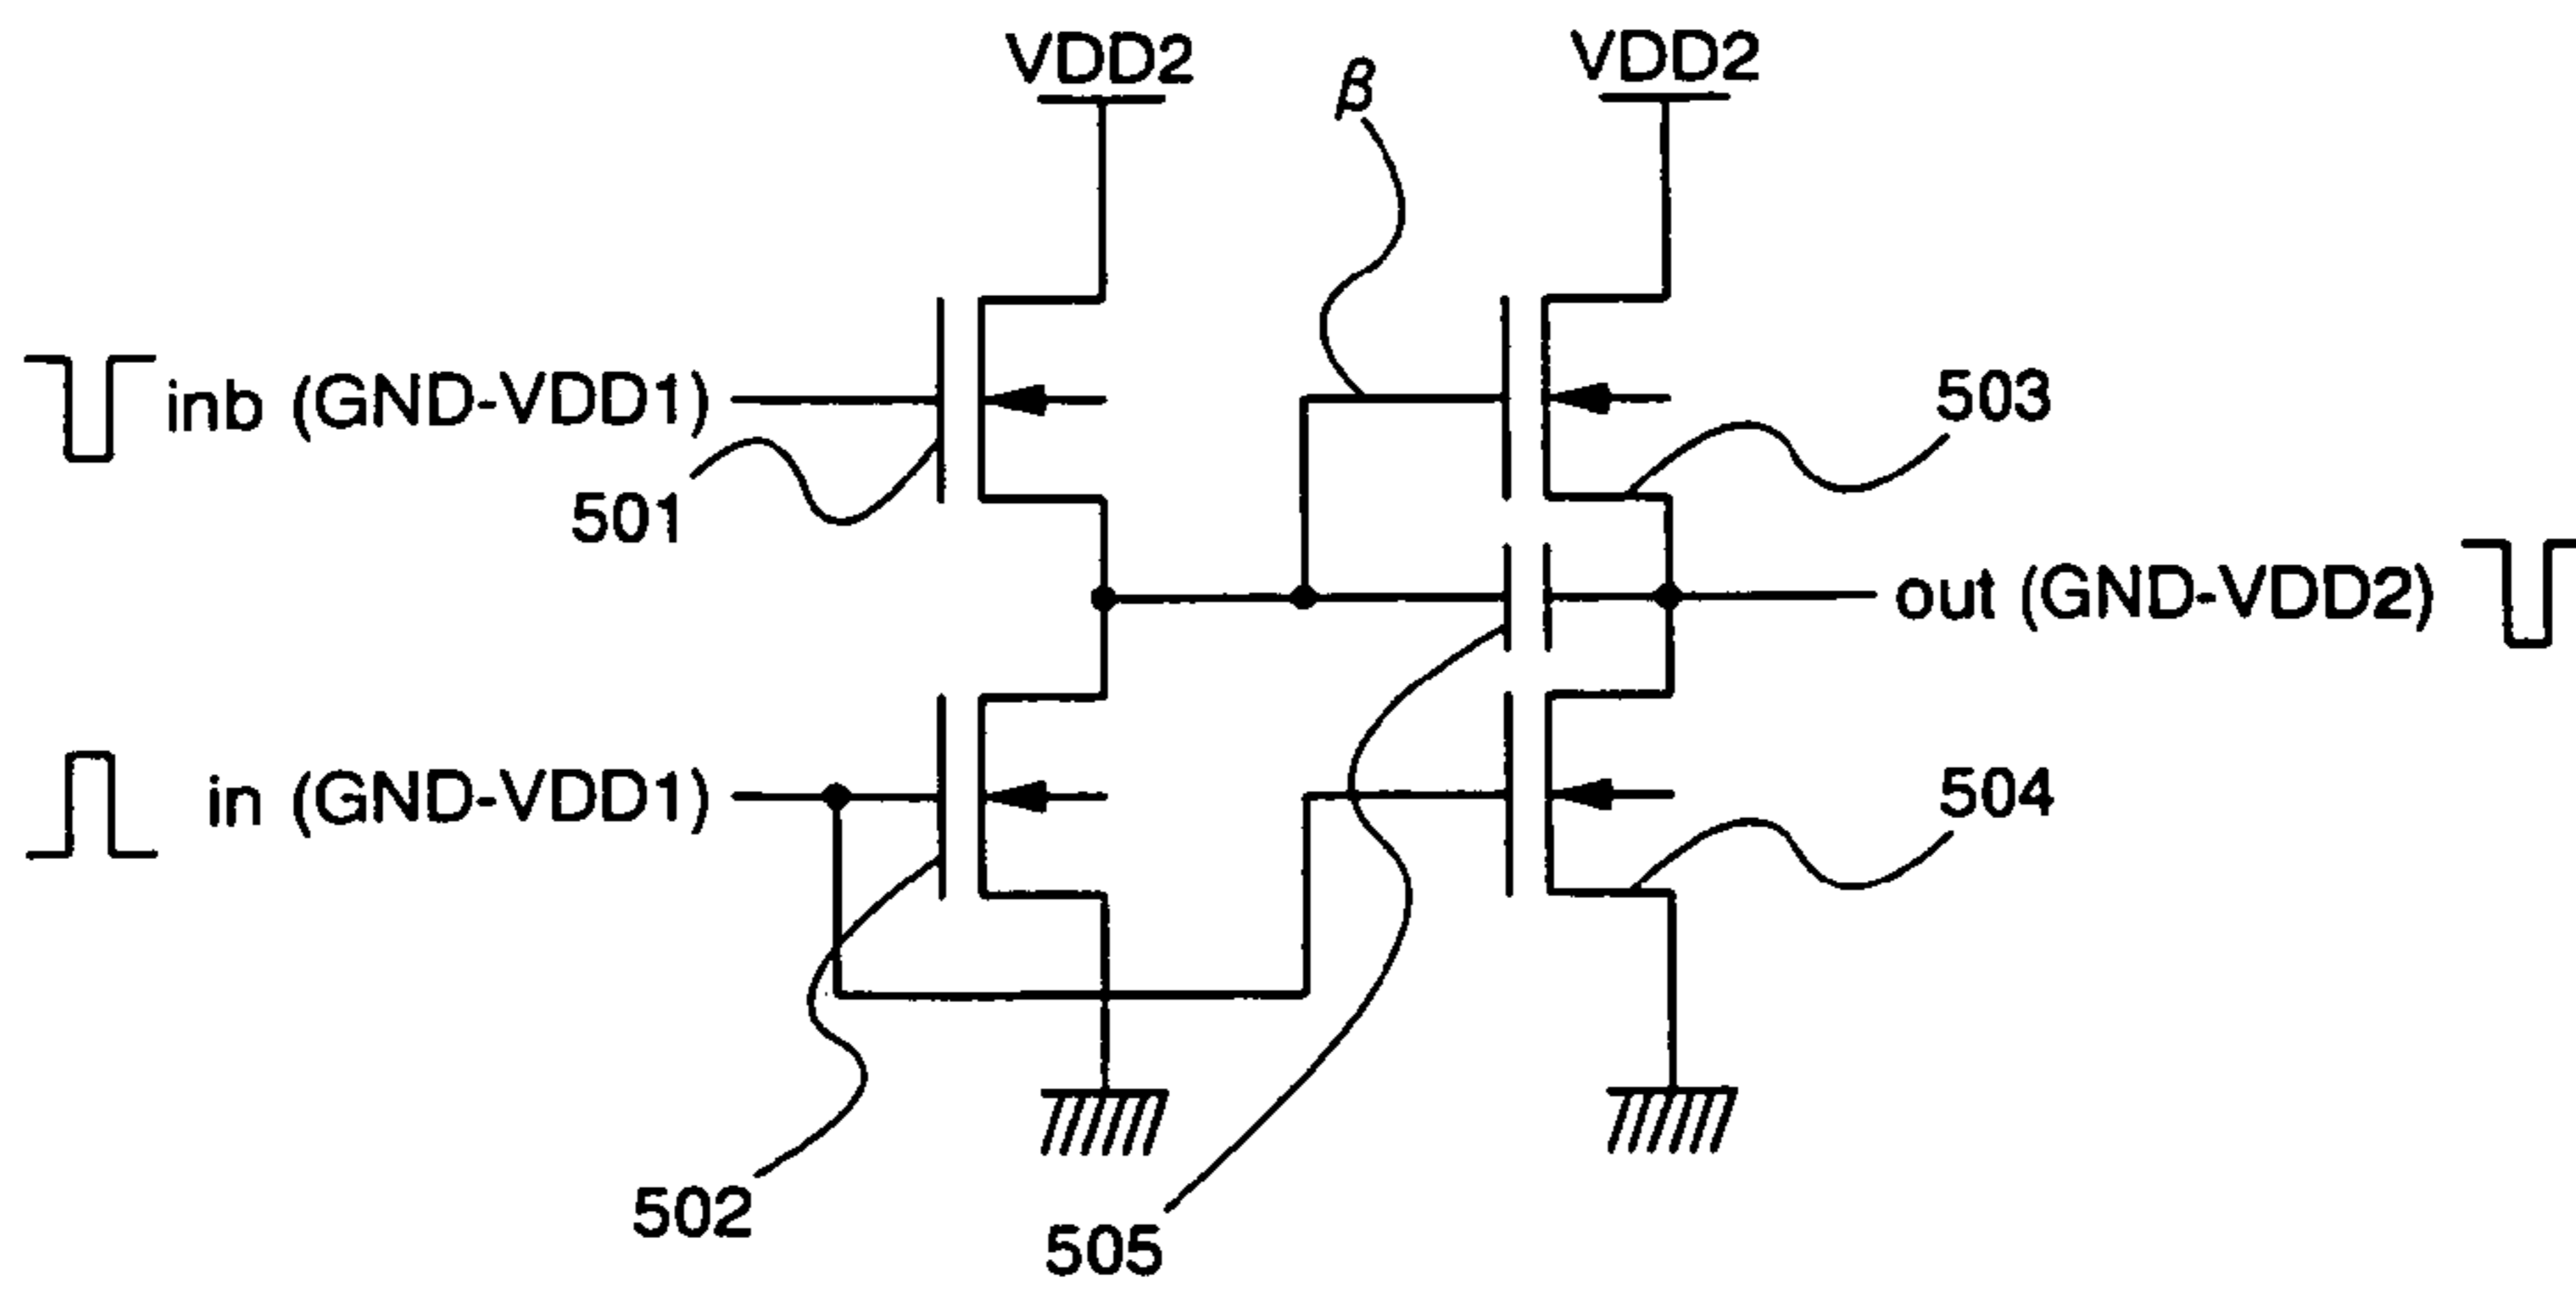 VDD2
β
VDD2
inb (GND-VDD1)
501
503
out (GND-VDD2)
in (GND-VDD1)
504
502
505